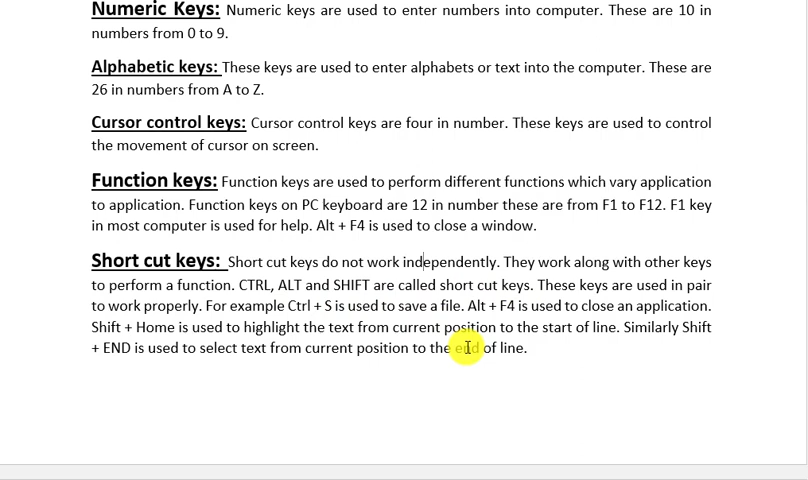 Numeric Keys: Numeric keys are used to enter numbers into computer. These are 10 in
numbers from 0 to 9.
Alphabetic keys: These keys are used to enter alphabets or text into the computer. These are
26 in numbers from A to Z.
Cursor control keys: Cursor control keys are four in number. These keys are used to control
the movement of cursor on screen.
Function keys: Function keys are used to perform different functions which vary application
to application. Function keys on PC keyboard are 12 in number these are from F1 to F12. F1 key
in most computer is used for help. Alt + F4 is used to close a window.
Short cut keys: Short cut keys do not work independently. They work along with other keys
to perform a function. CTRL, ALT and SHIFT are called short cut keys. These keys are used in pair
to work properly. For example Ctrl + S is used to save a file. Alt + F4 is used to close an application.
Shift + Home is used to highlight the text from current position to the start of line. Similarly Shift
+ END is used to select text from current position to the end of line.